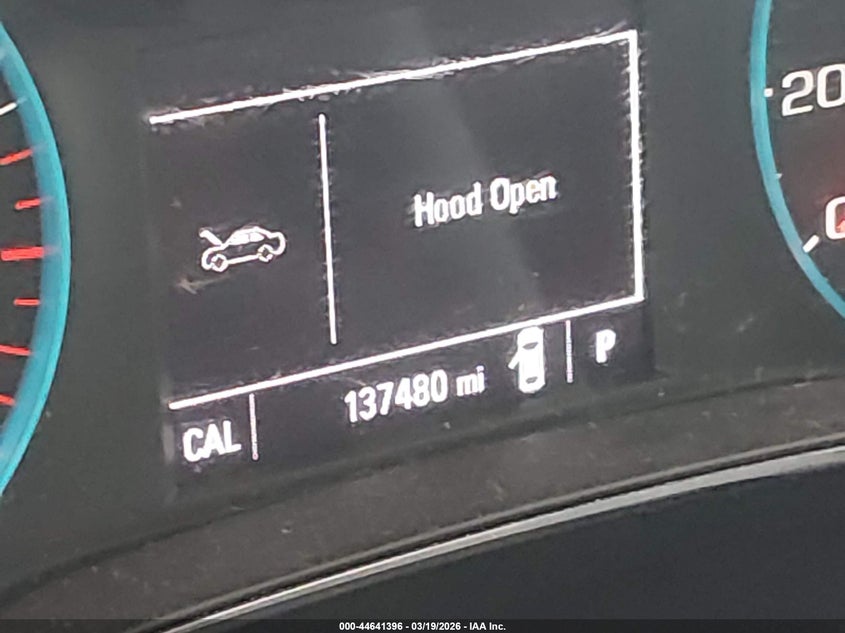 20
Hood Open
137480 mi
P
CAL
000-44641396 - 03/19/2026 - IAA Inc.